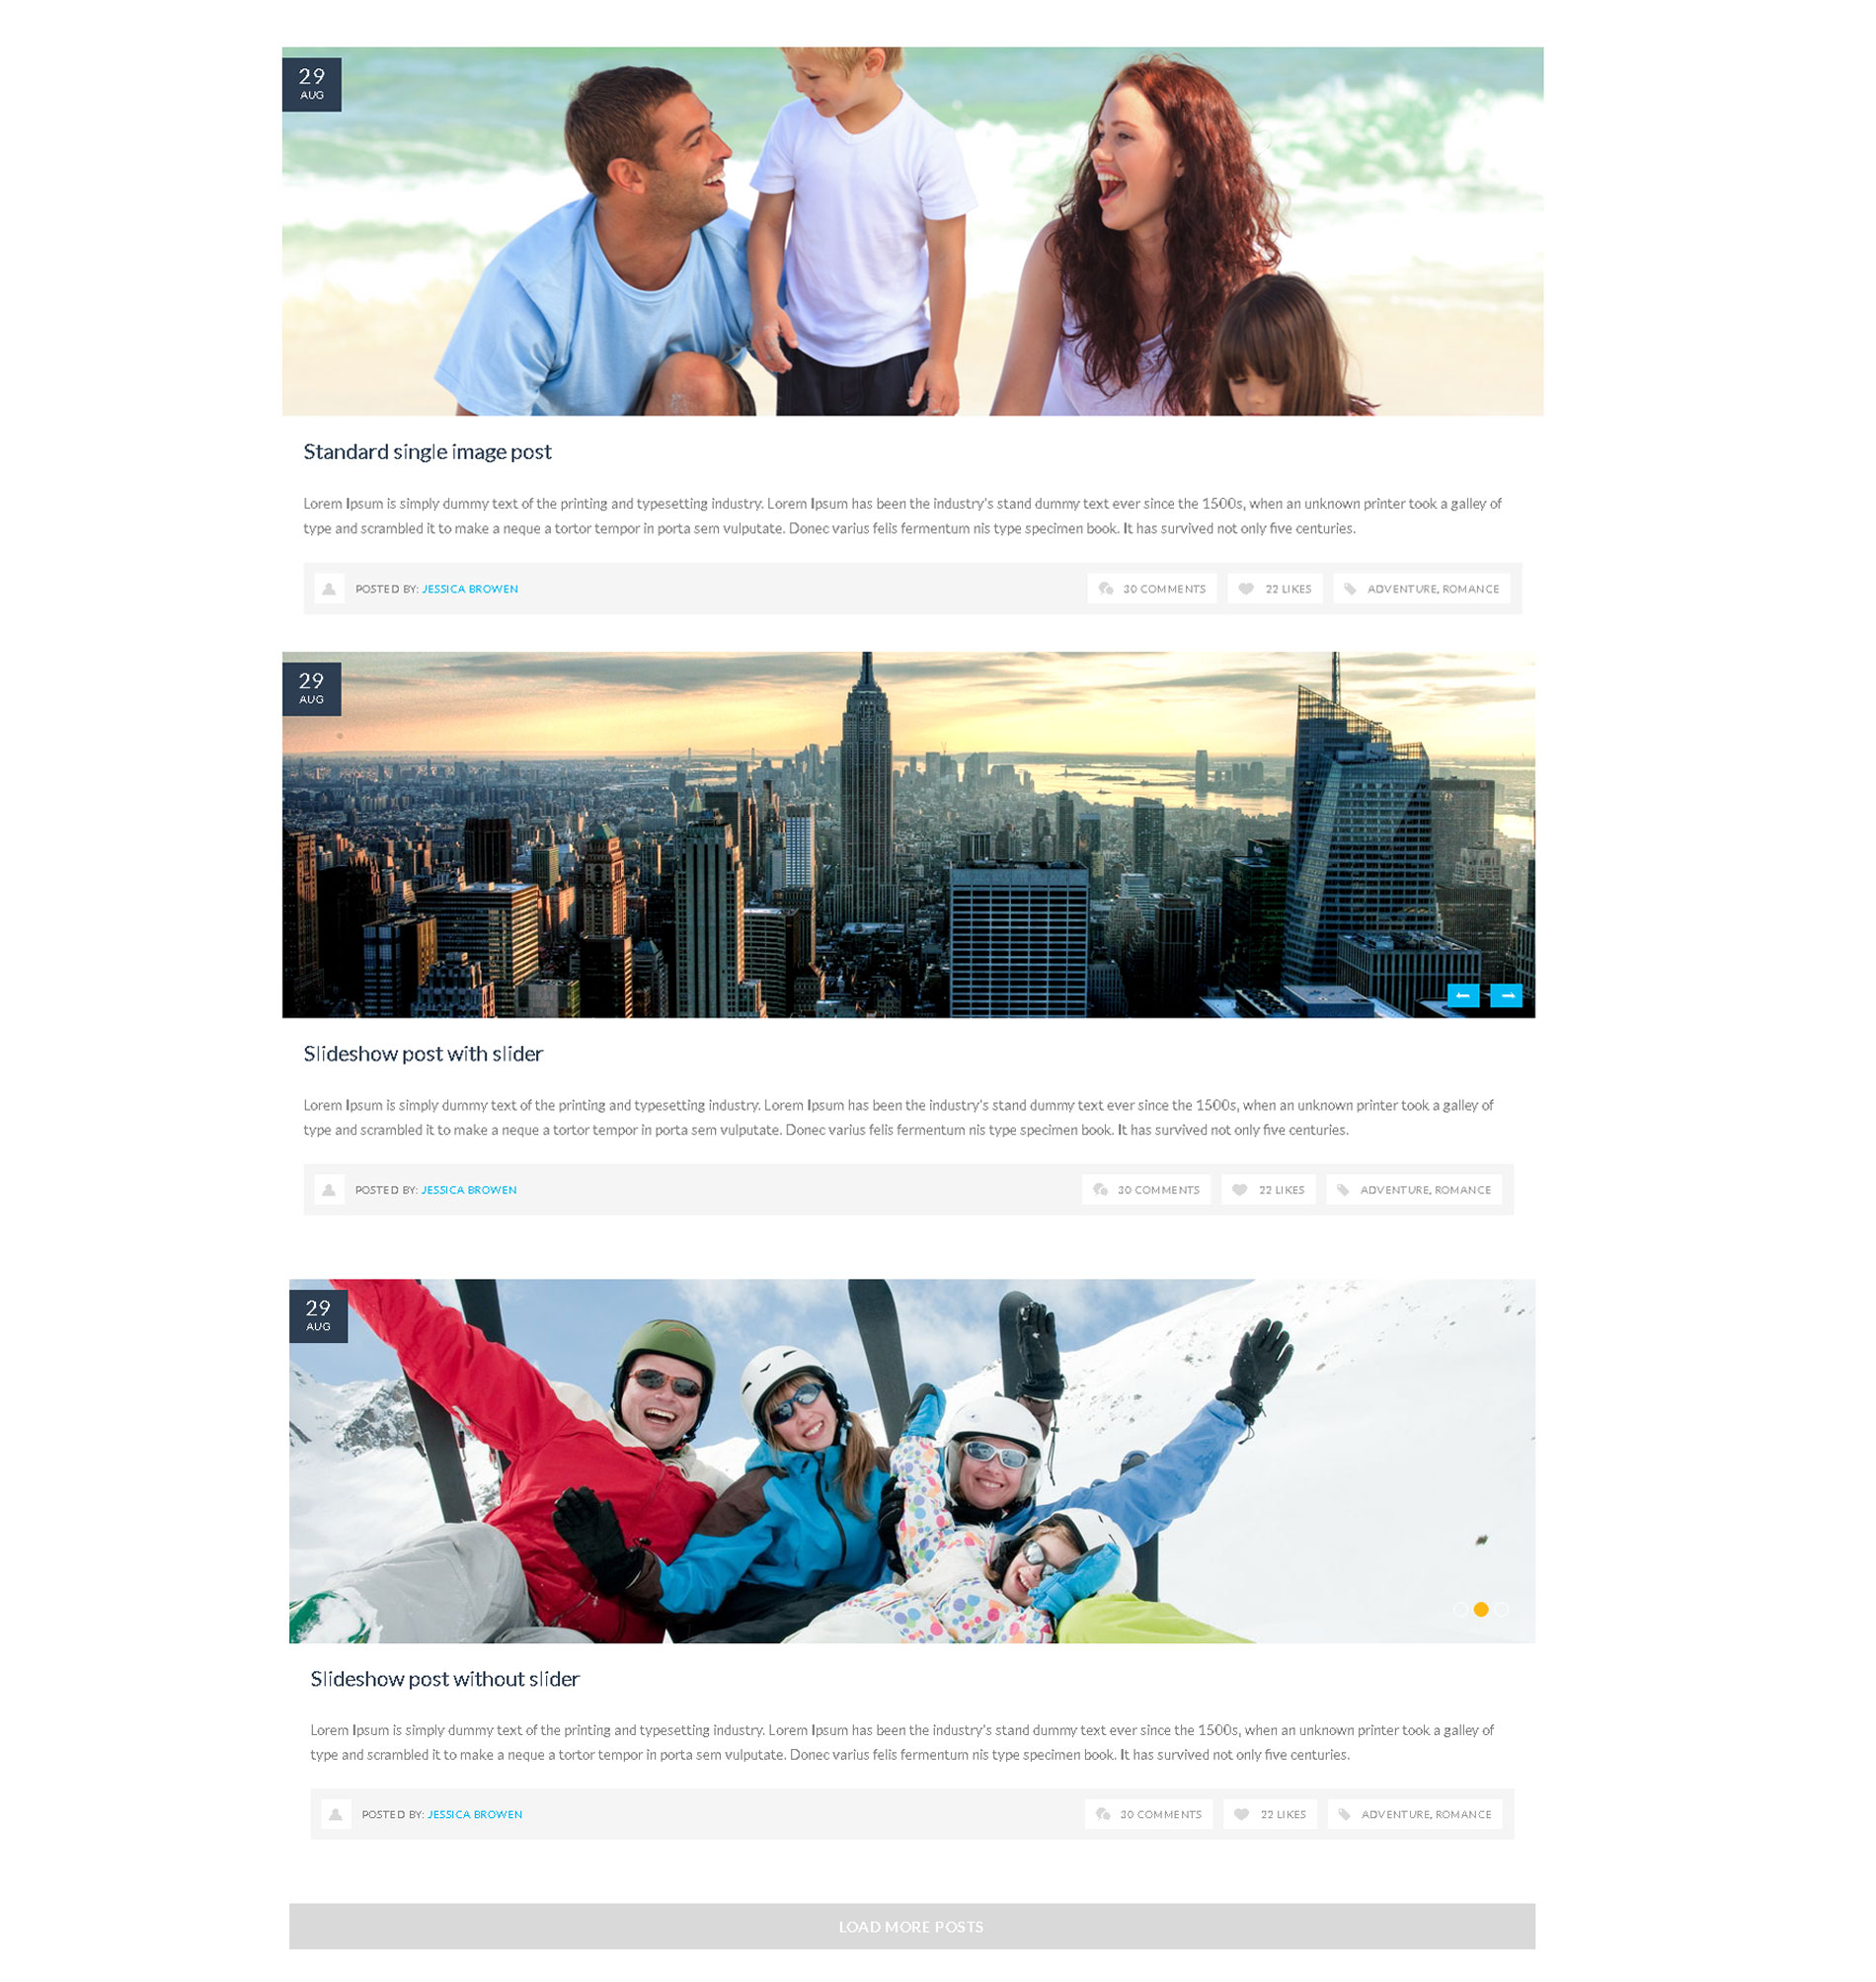 29
AUG
Standard single image post
Lorem Ipsum is simply dummy text of the printing and typesetting industry. Lorem Ipsum has been the industry's stand dummy text ever since the 1500s, when an unknown printer took a galley of
type and scrambled it to make a neque a tortor tempor in porta sem vulputate. Donec varius felis fermentum nis type specimen book. It has survived not only five centuries.
POSTED BY: JESSICA BROWEN 30 COMMENTS 22 LIKES ADVENTURE, ROMANCE
29
AUG
Slideshow post with slider
Lorem Ipsum is simply dummy text of the printing and typesetting industry. Lorem Ipsum has been the industry's stand dummy text ever since the 1500s, when an unknown printer took a galley of
type and scrambled it to make a neque a tortor tempor in porta sem vulputate. Donec varius felis fermentum nis type specimen book. It has survived not only five centuries.
POSTED BY: JESSICA BROWEN 30 COMMENTS 22 LIKES ADVENTURE, ROMANCE
29
AUG
Slideshow post without slider
Lorem Ipsum is simply dummy text of the printing and typesetting industry. Lorem Ipsum has been the industry's stand dummy text ever since the 1500s, when an unknown printer took a galley of
type and scrambled it to make a neque a tortor tempor in porta sem vulputate. Donec varius felis fermentum nis type specimen book. It has survived not only five centuries.
POSTED BY: JESSICA BROWEN 30 COMMENTS 22 LIKES ADVENTURE, ROMANCE
LOAD MORE POSTS